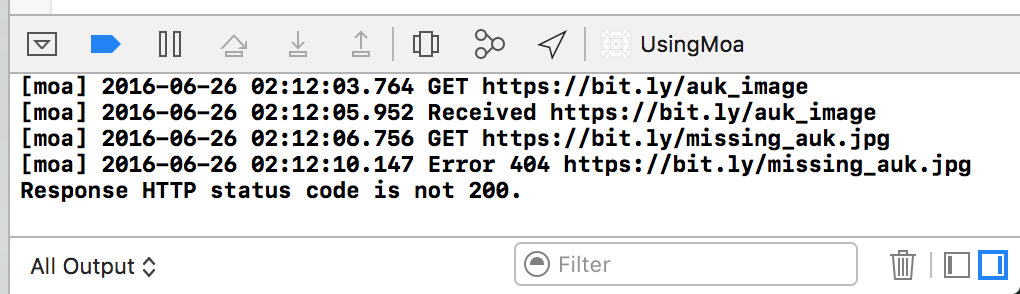 UsingMoa
[moa] 2016-06-26 02:12:03.764 GET https://bit.ly/auk_image
[moa] 2016-06-26 02:12:05.952 Received https://bit.ly/auk_image
[moa] 2016-06-26 02:12:06.756 GET https://bit.ly/missing_auk.jpg
[moa] 2016-06-26 02:12:10.147 Error 404 https://bit.ly/missing_auk.jpg
Response HTTP status code is not 200.
All Output
Filter